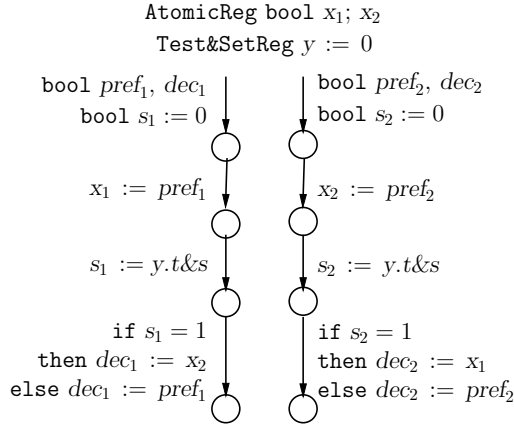 AtomicReg bool x₁; x₂
Test&SetReg y := 0
bool pref₁, dec₁
bool s₁ := 0
bool pref₂, dec₂
bool s₂ := 0
x₁ := pref₁
x₂ := pref₂
s₁ := y.t&s
s₂ := y.t&s
if s₁ = 1
then dec₁ := x₂
else dec₁ := pref₁
if s₂ = 1
then dec₂ := x₁
else dec₂ := pref₂